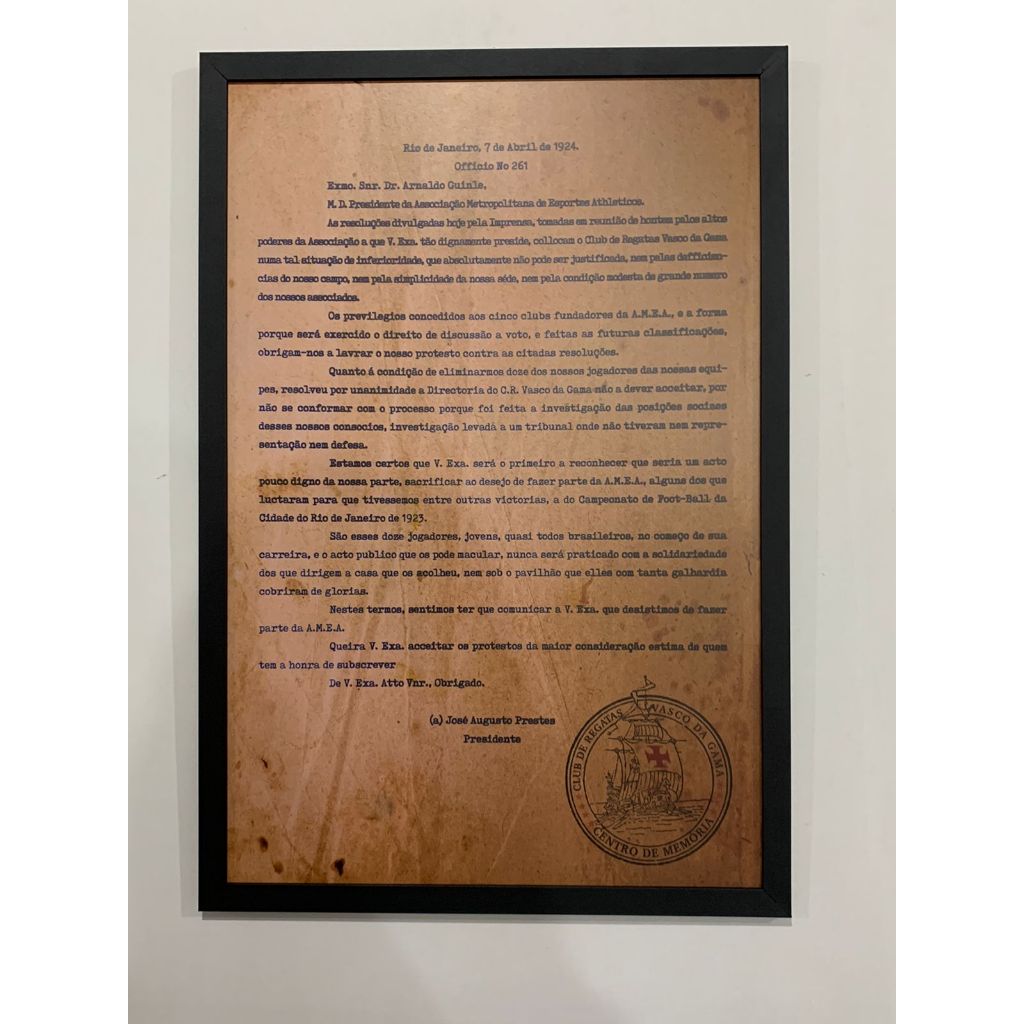 Rio de Janeiro, 7 de Abril de 1924.
Officio No 261
Exmo. Snr. Dr. Arnaldo Guinle,
M. D. Presidente da Associação Metropolitana de Esportes Athleticos.
As resoluções divulgadas hoje pela Imprensa, tomadas em reunião de hontem pelos altos
poderes da Associação a que V. Exa. tão dignamente preside, collocam o Club de Regatas Vasco da Gama
numa tal situação de inferioridade, que absolutamente não pode ser justificada, nem pelas defficien-
cias do nosso campo, nem pela simplicidade da nossa séde, nem pela condição modesta de grande numero
dos nossos associados.
Os previlegios concedidos aos cinco clubs fundadores da A.M.E.A., e a forma
porque será exercido o direito de discussão a voto, e feitas as futuras classificações,
obrigam-nos a lavrar o nosso protesto contra as citadas resoluções.
Quanto á condição de eliminarmos doze dos nossos jogadores das nossas equi-
pes, resolveu por unanimidade a Directoria do C.R. Vasco da Gama não a dever acceitar, por
não se conformar com o processo porque foi feita a investigação das posições sociaes
desses nossos consocios, investigação levada a um tribunal onde não tiveram nem repre-
sentação nem defesa.
Estamos certos que V. Exa. será o primeiro a reconhecer que seria um acto
pouco digno da nossa parte, sacrificar ao desejo de fazer parte da A.M.E.A., alguns dos que
luctaram para que tivessemos entre outras victorias, a do Campeonato de Foot-Ball da
Cidade do Rio de Janeiro de 1923.
São esses doze jogadores, jovens, quasi todos brasileiros, no começo de sua
carreira, e o acto publico que os pode macular, nunca será praticado com a solidariedade
dos que dirigem a casa que os acolheu, nem sob o pavilhão que elles com tanta galhardia
cobriram de glorias.
Nestes termos, sentimos ter que comunicar a V. Exa. que desistimos de fazer
parte da A.M.E.A.
Queira V. Exa. acceitar os protestos da maior consideração estima de quem
tem a honra de subscrever
De V. Exa. Atto Vnr., Obrigado.
(a) José Augusto Prestes
Presidente
CLUB DE REGATAS VASCO DA GAMA
CENTRO DE MEMÓRIA